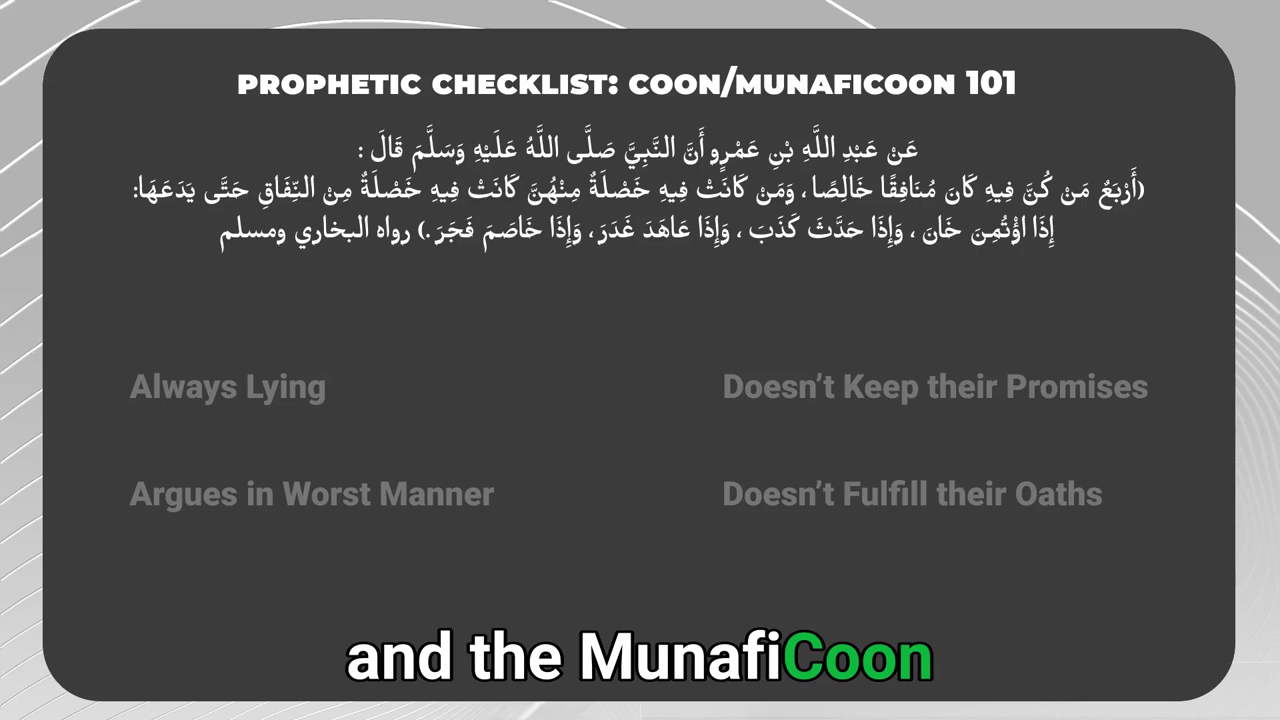 PROPHETIC CHECKLIST: COON/MUNAFICOON 101
عَنْ عَبْدِ اللَّهِ بْنِ عَمْرٍو أَنَّ النَّبِيَّ صَلَّى اللَّهُ عَلَيْهِ وَسَلَّمَ قَالَ :
(أَرْبَعُ مَنْ كُنَّ فِيهِ كَانَ مُنَافِقًا خَالِصًا ، وَمَنْ كَانَتْ فِيهِ خَصْلَةٌ مِنْهُنَّ كَانَتْ فِيهِ خَصْلَةٌ مِنْ النِّفَاقِ حَتَّى يَدَعَهَا:
إِذَا اؤْتُمِنَ خَانَ ، وَإِذَا حَدَّثَ كَذَبَ ، وَإِذَا عَاهَدَ غَدَرَ ، وَإِذَا خَاصَمَ فَجَرَ .) رواه البخاري ومسلم
Always Lying
Doesn’t Keep their Promises
Argues in Worst Manner
Doesn’t Fulfill their Oaths
and the MunafiCoon